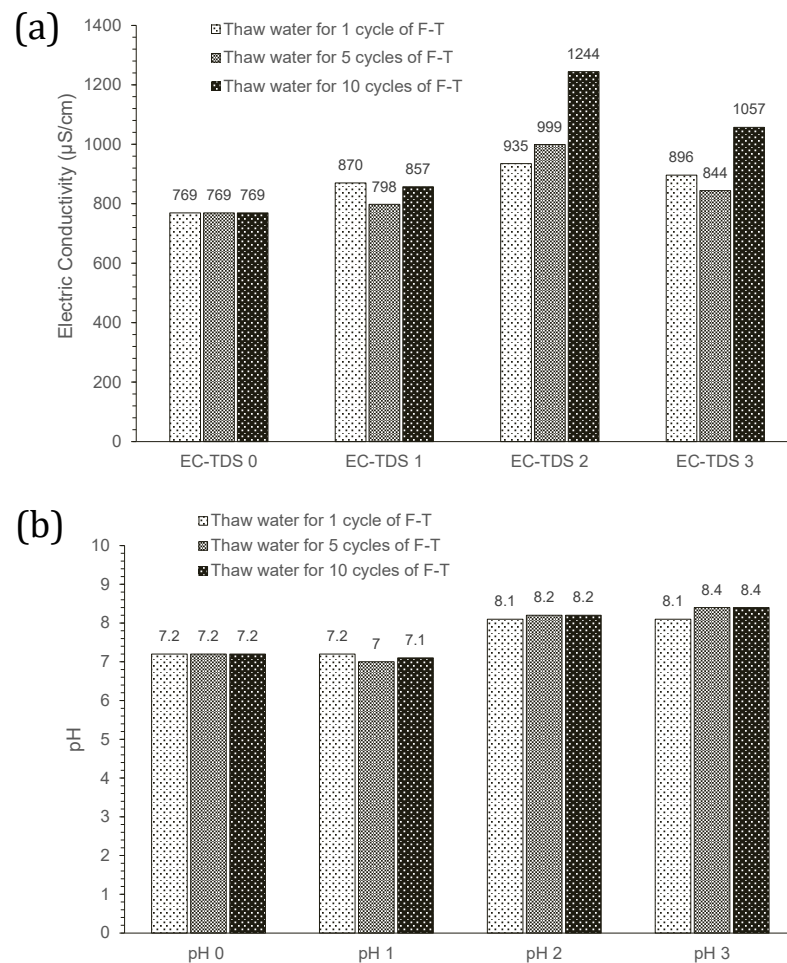 (a)
1400
1200
1000
800
600
400
200
0
Electric Conductivity (µS/cm)
Thaw water for 1 cycle of F-T
Thaw water for 5 cycles of F-T
Thaw water for 10 cycles of F-T
769 769 769
870 798 857
935 999 1244
896 844 1057
EC-TDS 0 EC-TDS 1 EC-TDS 2 EC-TDS 3
(b)
10
9
8
7
6
5
4
3
2
1
0
pH
Thaw water for 1 cycle of F-T
Thaw water for 5 cycles of F-T
Thaw water for 10 cycles of F-T
7.2 7.2 7.2
7.2 7 7.1
8.1 8.2 8.2
8.1 8.4 8.4
pH 0 pH 1 pH 2 pH 3